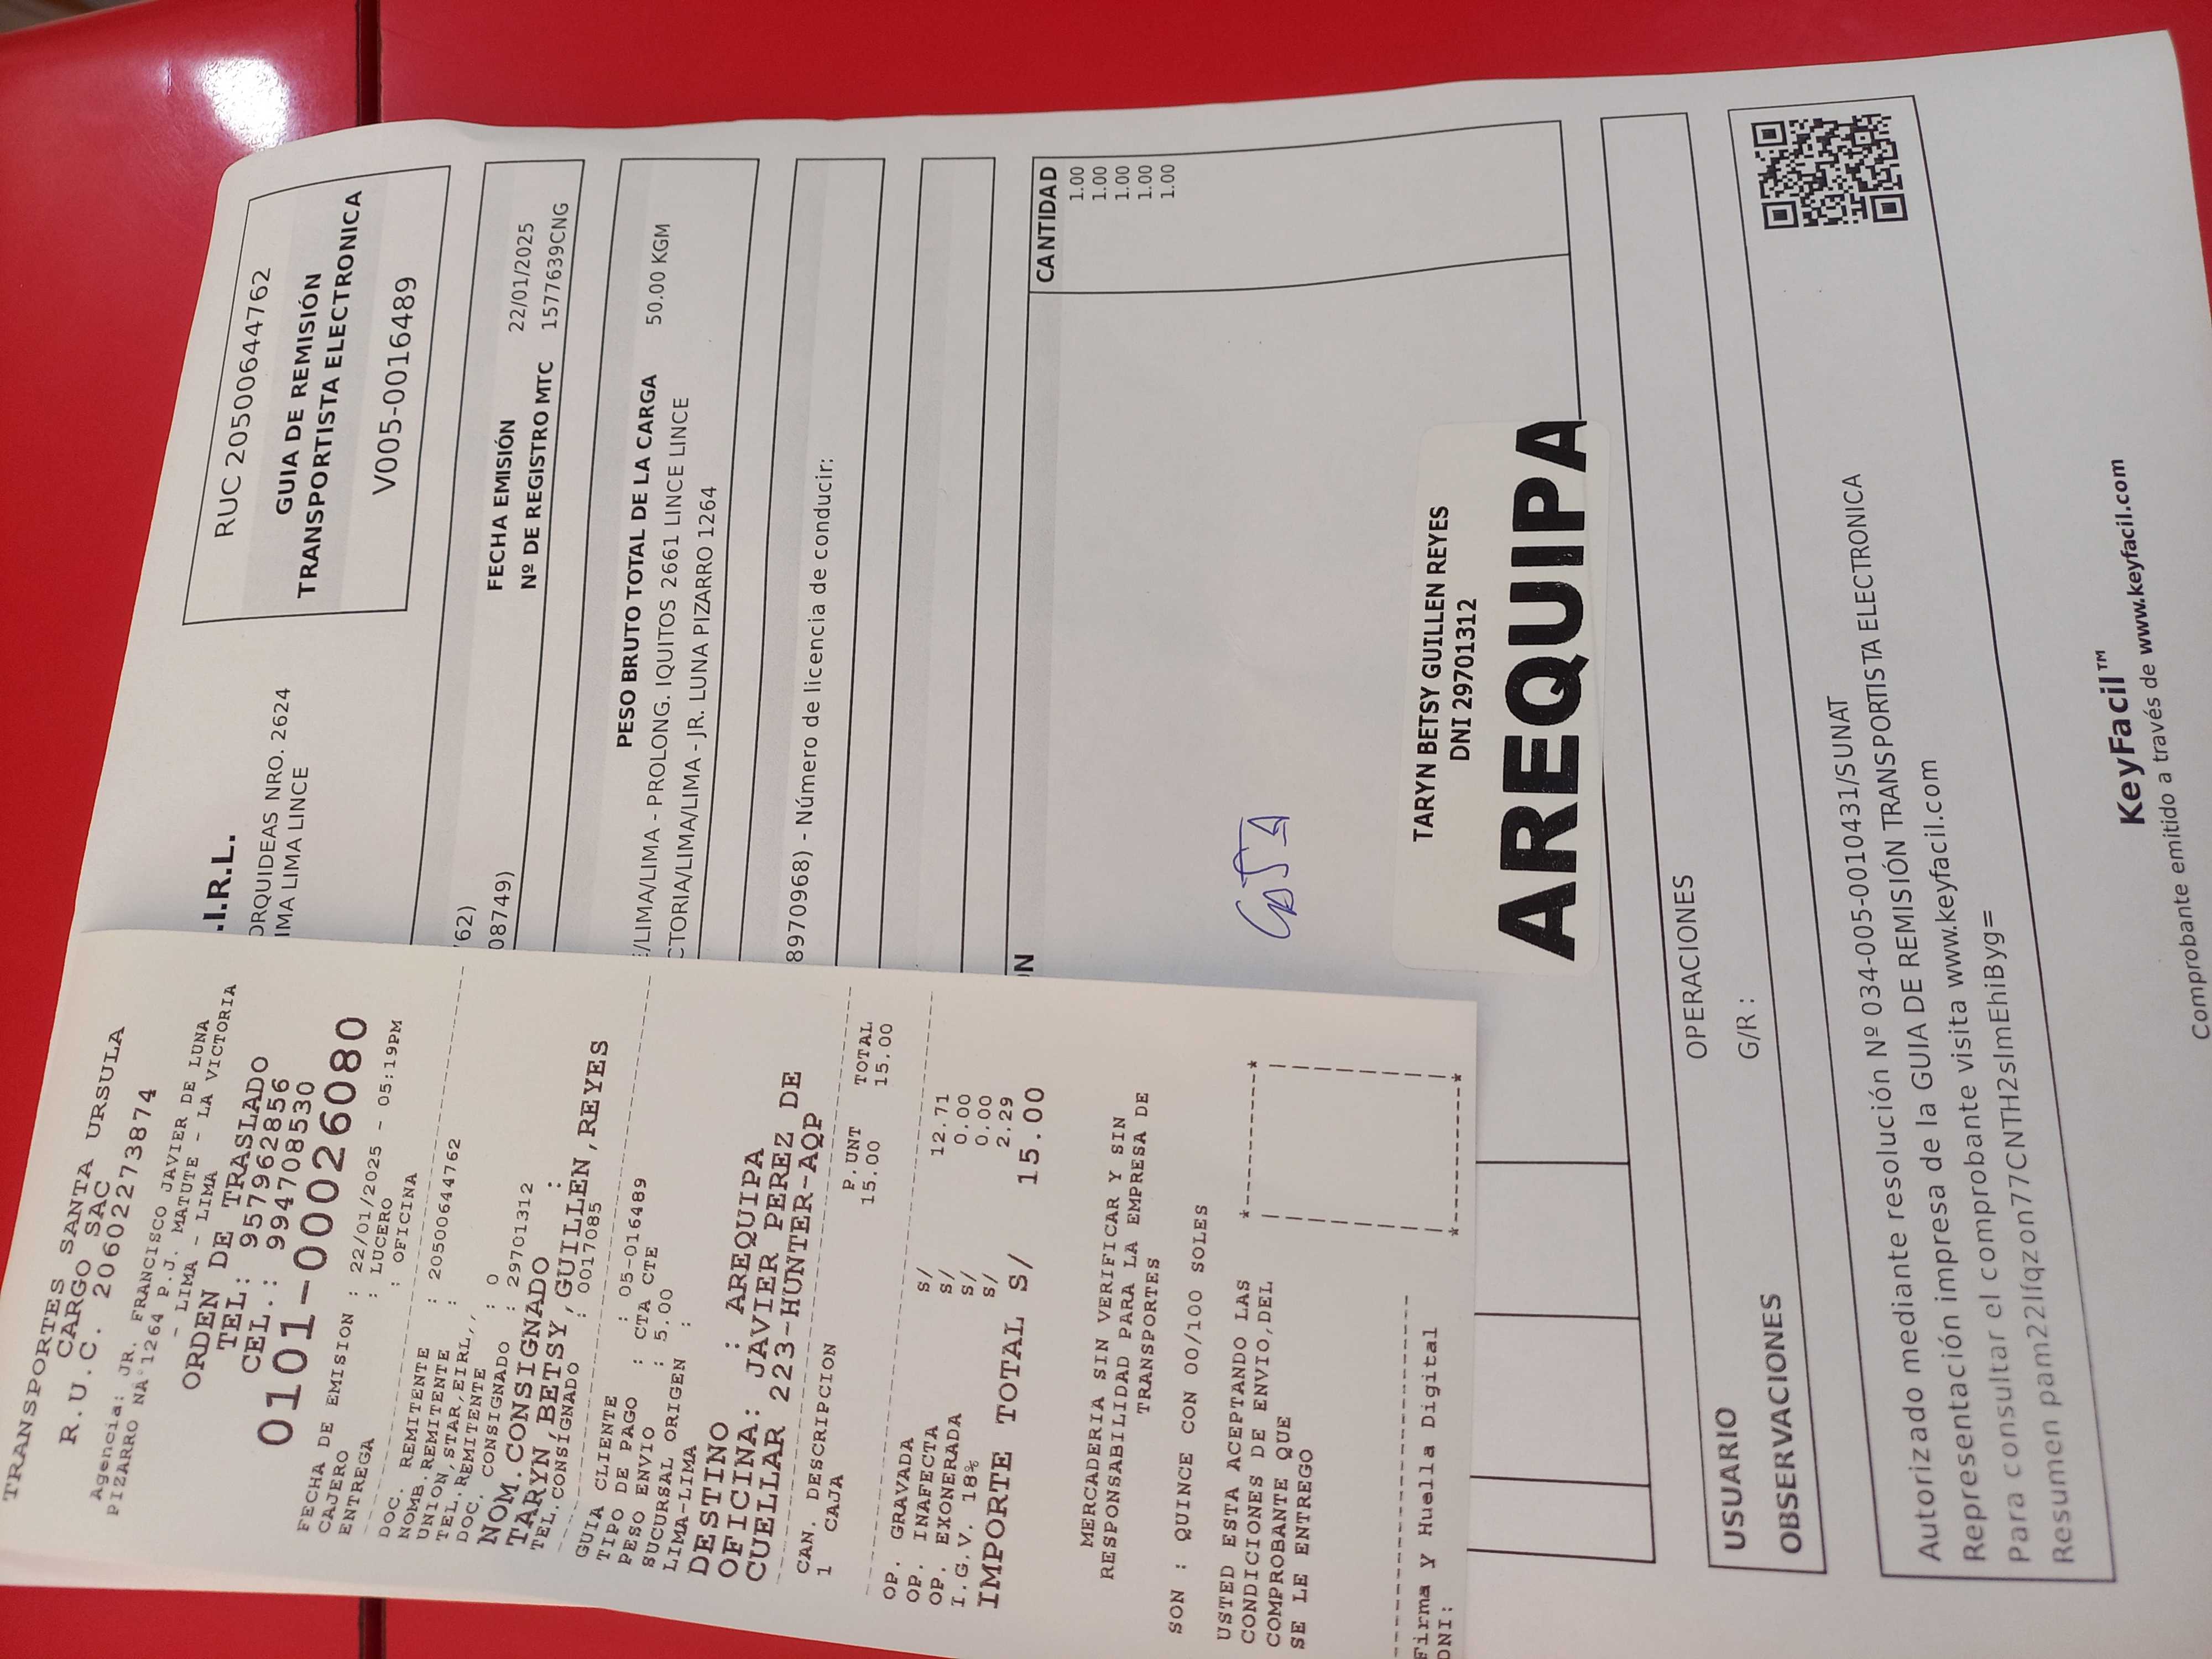 TRANSPORTES SANTA URSULA
CARGO SAC
R.U.C. 20602273874
Agencia: JR. FRANCISCO JAVIER DE LUNA
PIZARRO NA°1264 P.J. MATUTE - LA VICTORIA
- LIMA - LIMA
ORDEN DE TRASLADO
TEL: 957962856
CEL.: 994708530
0101-00026080
FECHA DE EMISION : 22/01/2025 - 05:19PM
CAJERO : LUCERO
ENTREGA : OFICINA
DOC. REMITENTE : 20500644762
NOMB.REMITENTE :
UNION,STAR,EIRL,,
TEL.REMITENTE : 0
DOC. CONSIGNADO : 29701312
NOM.CONSIGNADO :
TARYN,BETSY,GUILLEN,REYES
TEL.CONSIGNADO : 0017085
GUIA CLIENTE : 05-016489
TIPO DE PAGO : CTA CTE
PESO ENVIO : 5.00
SUCURSAL ORIGEN :
LIMA-LIMA
DESTINO : AREQUIPA
OFICINA: JAVIER PEREZ DE
CUELLAR 223-HUNTER-AQP
CAN. DESCRIPCION P.UNT TOTAL
1 CAJA 15.00 15.00
OP. GRAVADA S/ 12.71
OP. INAFECTA S/ 0.00
OP. EXONERADA S/ 0.00
I.G.V. 18% S/ 2.29
IMPORTE TOTAL S/ 15.00
MERCADERIA SIN VERIFICAR Y SIN
RESPONSABILIDAD PARA LA EMPRESA DE
TRANSPORTES
SON : QUINCE CON 00/100 SOLES
USTED ESTA ACEPTANDO LAS
CONDICIONES DE ENVIO,DEL
COMPROBANTE QUE
SE LE ENTREGO
Firma y Huella Digital
DNI:
.I.R.L.
ORQUIDEAS NRO. 2624
IMA LIMA LINCE
RUC 20500644762
GUIA DE REMISIÓN
TRANSPORTISTA ELECTRONICA
V005-0016489
62)
08749)
FECHA EMISIÓN 22/01/2025
Nº DE REGISTRO MTC 1577639CNG
PESO BRUTO TOTAL DE LA CARGA 50.00 KGM
/LIMA/LIMA - PROLONG. IQUITOS 2661 LINCE LINCE
CTORIA/LIMA/LIMA - JR. LUNA PIZARRO 1264
8970968) - Número de licencia de conducir:
N CANTIDAD
1.00
1.00
1.00
1.00
1.00
TARYN BETSY GUILLEN REYES
DNI 29701312
AREQUIPA
USUARIO OPERACIONES
OBSERVACIONES G/R :
Autorizado mediante resolución Nº 034-005-0010431/SUNAT
Representación impresa de la GUIA DE REMISIÓN TRANSPORTISTA ELECTRONICA
Para consultar el comprobante visita www.keyfacil.com
Resumen
KeyFacil™
Comprobante emitido a través de www.keyfacil.com